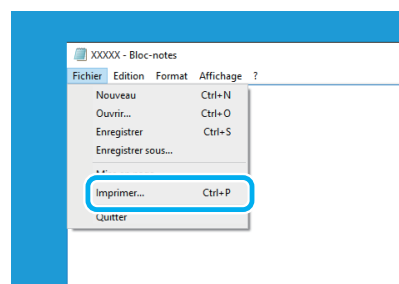 XXXXX - Bloc-notes
Fichier Edition Format Affichage ?
Nouveau Ctrl+N
Ouvrir... Ctrl+O
Enregistrer Ctrl+S
Enregistrer sous...
Imprimer... Ctrl+P
Quitter